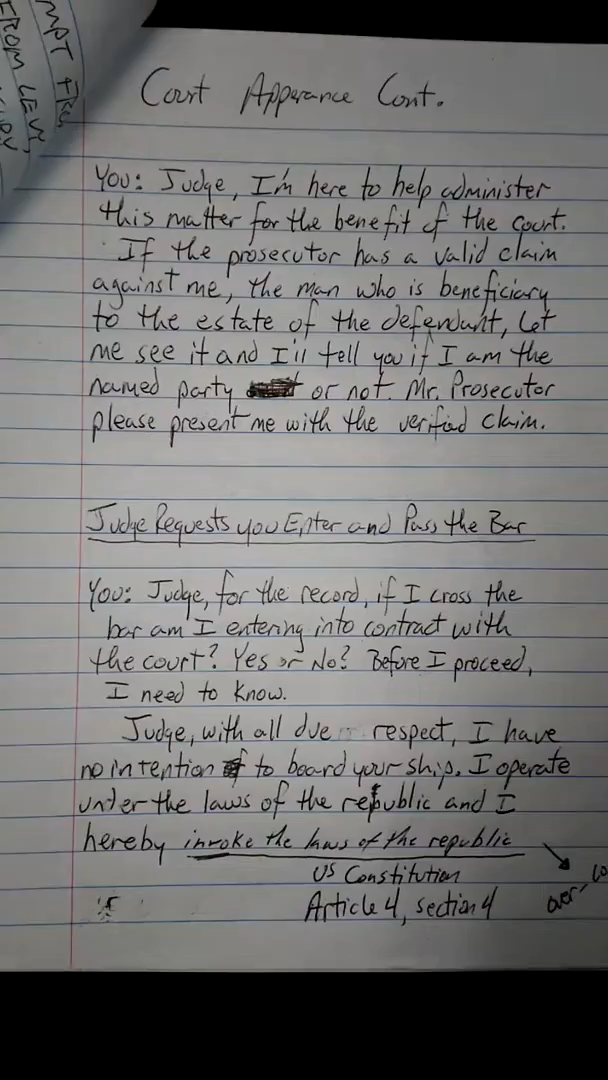 MPT FRO
FROM LEVY,
Court Apperance Cont.
You: Judge, I'm here to help administer
this matter for the benefit of the court.
If the prosecutor has a valid claim
against me, the man who is beneficiary
to the estate of the defendant, let
me see it and I'll tell you if I am the
named party or not. Mr. Prosecutor
please present me with the verified claim.
Judge Requests you Enter and Pass the Bar
You: Judge, for the record, if I cross the
bar am I entering into contract with
the court? Yes or No? Before I proceed,
I need to know.
Judge, with all due respect, I have
no intention to board your ship. I operate
under the laws of the republic and I
hereby invoke the laws of the republic
US Constitution
Article 4, section 4
over